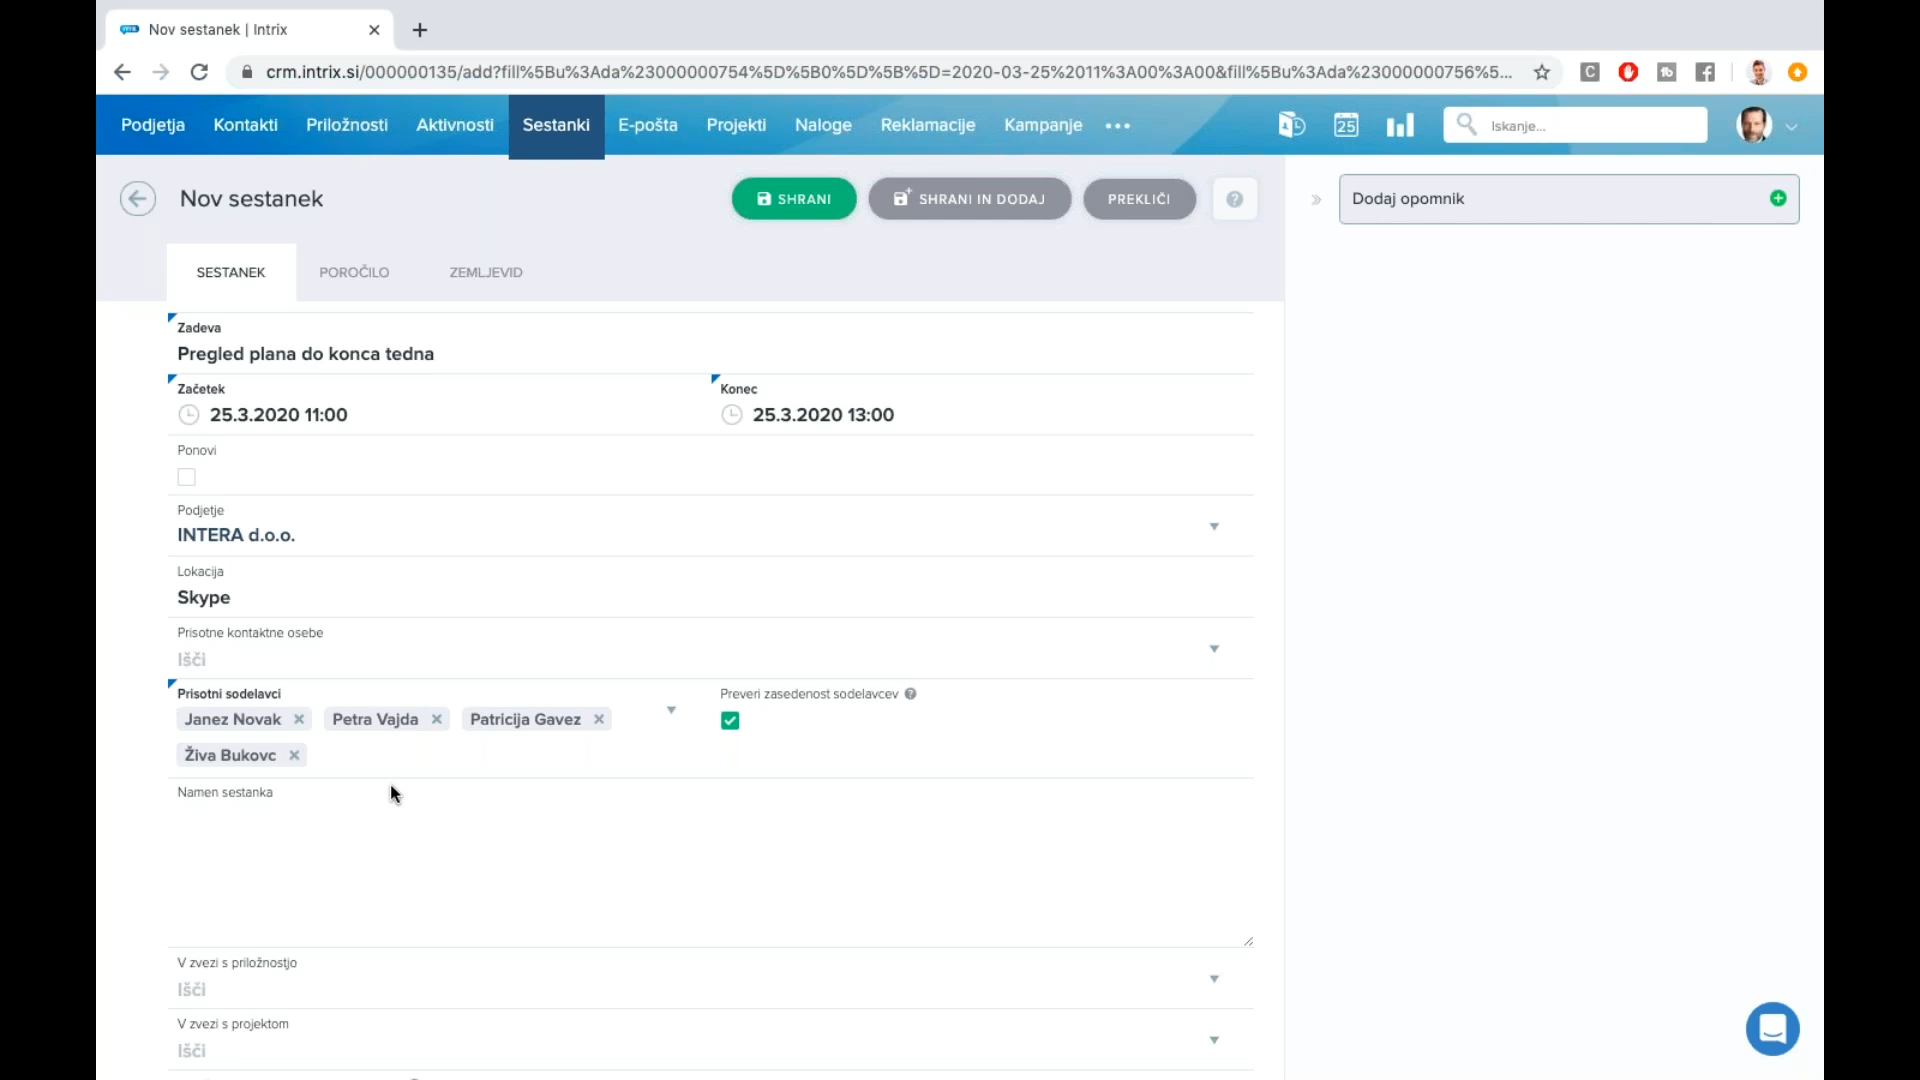 Nov sestanek | Intrix
crm.intrix.si/000000135/add?fill%5Bu%3Ada%23000000754%5D%5B0%5D%5B%5D=2020-03-25%2011%3A00%3A00&fill%5Bu%3Ada%23000000756%5...
Podjetja Kontakti Priložnosti Aktivnosti Sestanki E-pošta Projekti Naloge Reklamacije Kampanje ••• 25 Iskanje...
Nov sestanek SHRANI SHRANI IN DODAJ PREKLIČI ? Dodaj opomnik
SESTANEK POROČILO ZEMLJEVID
Zadeva
Pregled plana do konca tedna
Začetek Konec
25.3.2020 11:00 25.3.2020 13:00
Ponovi
Podjetje
INTERA d.o.o.
Lokacija
Skype
Prisotne kontaktne osebe
Išči
Prisotni sodelavci Preveri zasedenost sodelavcev ?
Janez Novak Petra Vajda Patricija Gavez
Živa Bukovc
Namen sestanka
V zvezi s priložnostjo
Išči
V zvezi s projektom
Išči